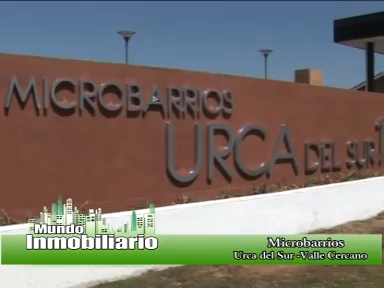 MICROBARRIOS
URCA DEL SUR
Mundo
Inmobiliario
Microbarrios
Urca del Sur -Valle Cercano